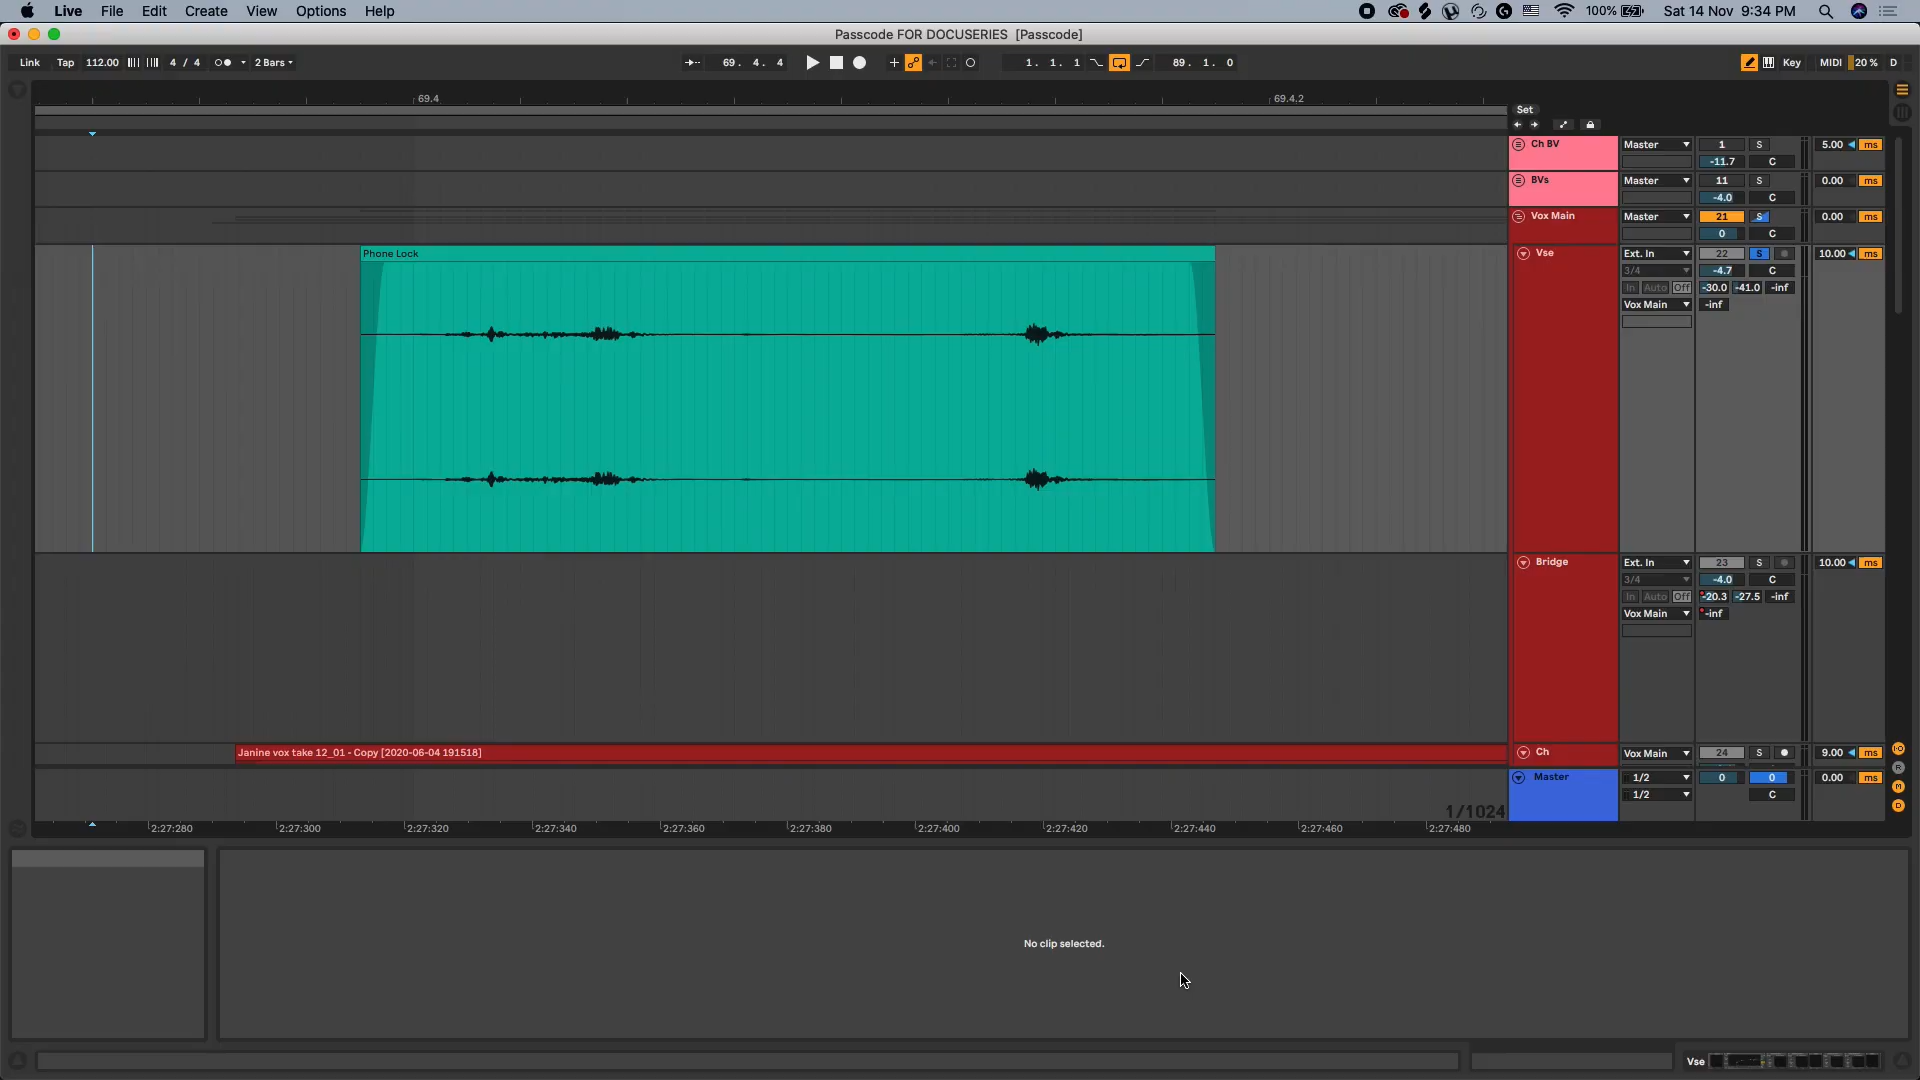 Live File Edit Create View Options Help
100% Sat 14 Nov 9:34 PM
Passcode FOR DOCUSERIES [Passcode]
Link Tap 112.00 4 / 4 2 Bars
69. 4. 4
1. 1. 1
89. 1. 0
Key MIDI 20 % D
69.4
69.4.2
Set
Ch BV Master 1 S 5.00 ms
-11.7 C
BVs Master 11 S 0.00 ms
-4.0 C
Vox Main Master 21 S 0.00 ms
0 C
Phone Lock
Vse Ext. In 22 S 10.00 ms
3/4 -4.7 C
In Auto Off -30.0 -41.0 -inf
Vox Main -inf
Bridge Ext. In 23 S 10.00 ms
3/4 -4.0 C
In Auto Off -20.3 -27.5 -inf
Vox Main -inf
Janine vox take 12_01 - Copy [2020-06-04 191518]
Ch Vox Main 24 S 9.00 ms
Master 1/2 0 0 0.00 ms
1/2 C
1/1024
2:27:280 2:27:300 2:27:320 2:27:340 2:27:360 2:27:380 2:27:400 2:27:420 2:27:440 2:27:460 2:27:480
No clip selected.
Vse